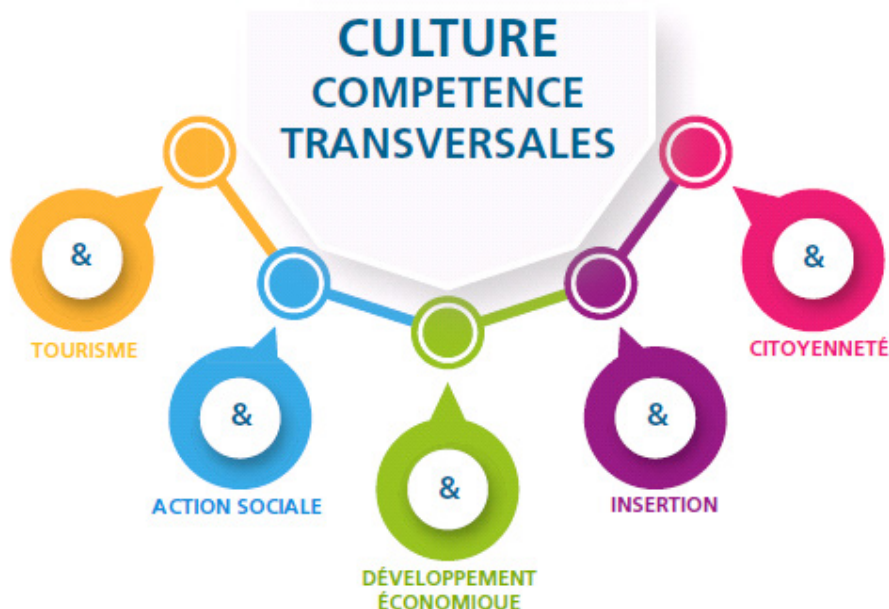 CULTURE
COMPETENCE
TRANSVERSALES
&
TOURISME
&
ACTION SOCIALE
&
DÉVELOPPEMENT
ÉCONOMIQUE
&
INSERTION
&
CITOYENNETÉ